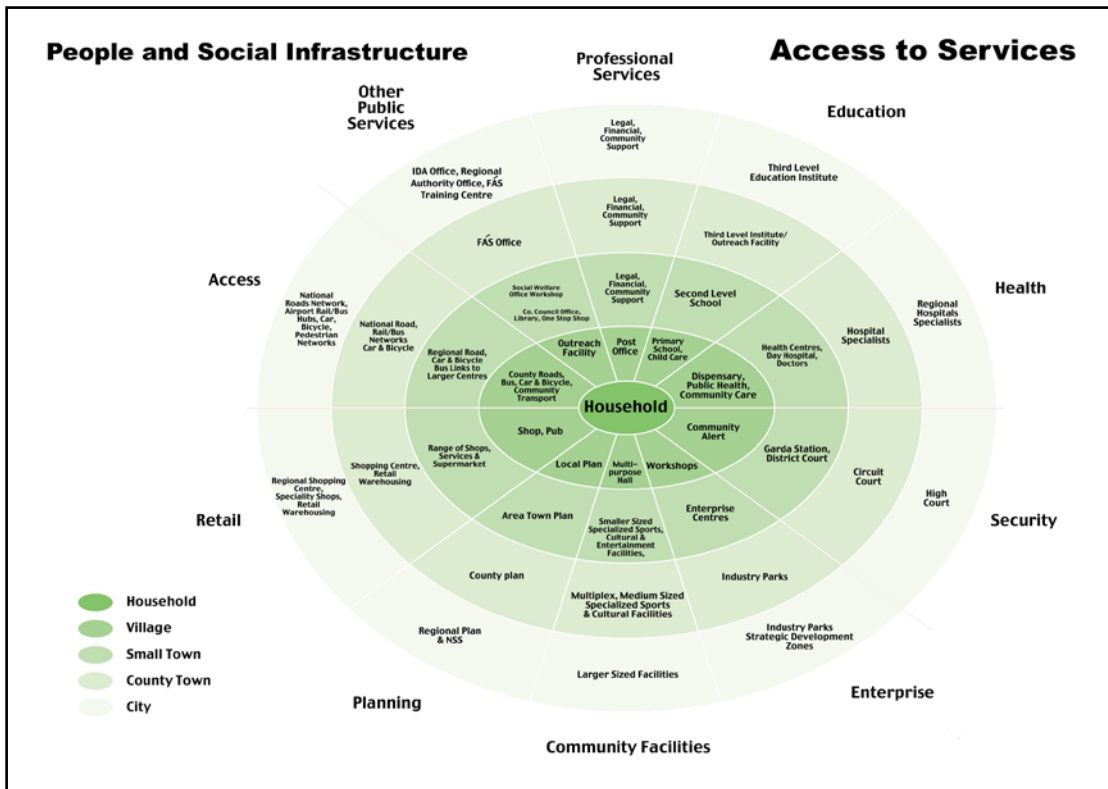 People and Social Infrastructure
Access to Services
Professional
Services
Other
Public
Services
Education
Legal,
Financial,
Community
Support
IDA Office, Regional
Authority Office, FÁS
Training Centre
Third Level
Education Institute
Legal,
Financial,
Community
Support
FÁS Office
Third Level Institute/
Outreach Facility
Access
Health
Social Welfare
Office Workshop
Co. Council Office,
Library, One Stop Shop
Legal,
Financial,
Community
Support
Second Level
School
National
Roads Network,
Airport Rail/Bus
Hubs, Car,
Bicycle,
Pedestrian
Networks
National Road,
Rail/Bus
Networks
Car & Bicycle
Regional Road,
Car & Bicycle
Bus Links to
Larger Centres
Outreach
Facility
Post
Office
Primary
School,
Child Care
Health Centres,
Day Hospital,
Doctors
Hospital
Specialists
Regional
Hospitals
Specialists
County Roads,
Bus, Car & Bicycle,
Community
Transport
Dispensary,
Public Health,
Community Care
Household
Shop, Pub
Community
Alert
Range of Shops,
Services &
Supermarket
Shopping Centre,
Retail
Warehousing
Regional Shopping
Centre,
Speciality Shops,
Retail
Warehousing
Local Plan
Multi-
purpose
Hall
Workshops
Garda Station,
District Court
Circuit
Court
High
Court
Retail
Security
Area Town Plan
Smaller Sized
Specialized Sports,
Cultural &
Entertainment
Facilities,
Enterprise
Centres
County plan
Multiplex, Medium Sized
Specialized Sports
& Cultural Facilities
Industry Parks
Regional Plan
& NSS
Industry Parks
Strategic Development
Zones
Larger Sized Facilities
Planning
Enterprise
Community Facilities
Household
Village
Small Town
County Town
City